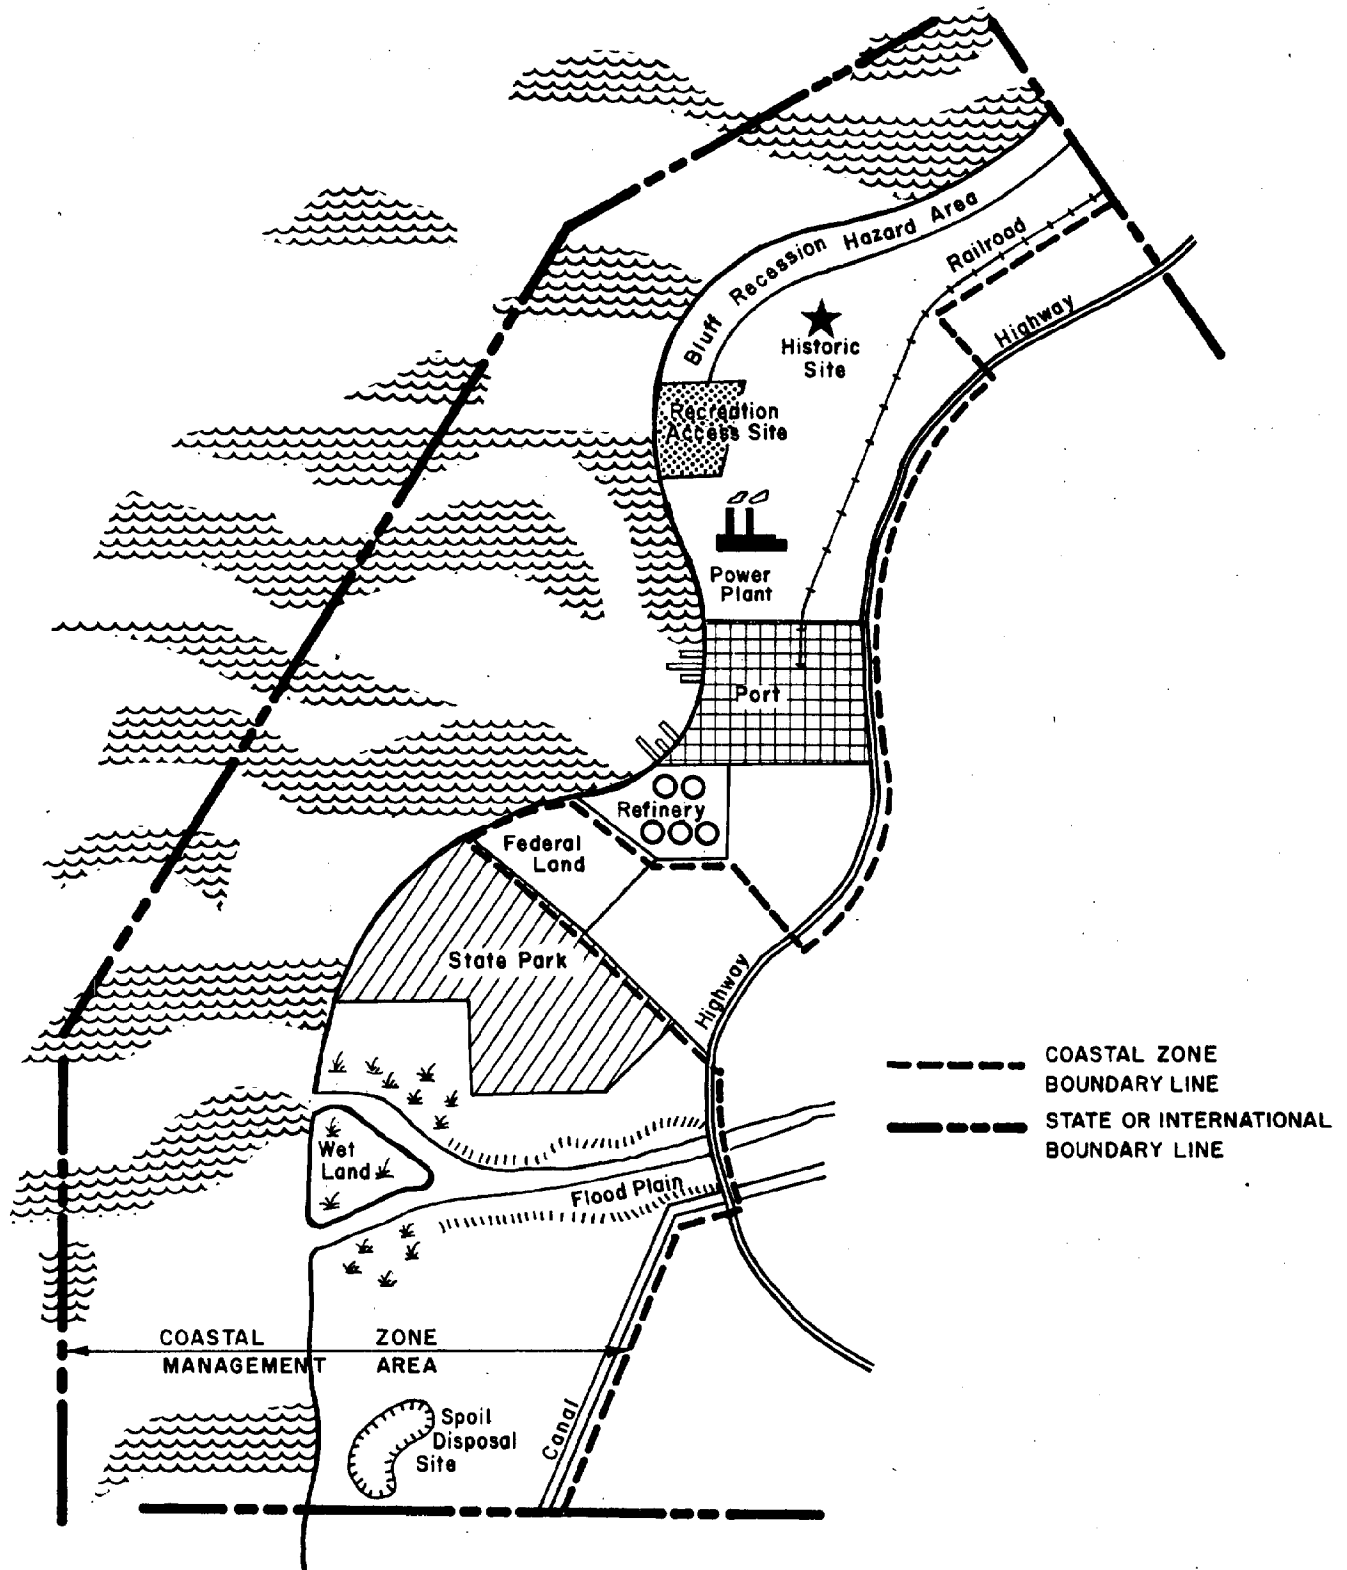 Bluff Recession Hazard Area
Railroad
Highway
Historic
Site
Recreation
Access Site
Power
Plant
Port
Refinery
Federal
Land
State Park
Highway
COASTAL ZONE
BOUNDARY LINE
STATE OR INTERNATIONAL
BOUNDARY LINE
Wet
Land
Flood Plain
COASTAL ZONE
MANAGEMENT AREA
Canal
Spoil
Disposal
Site